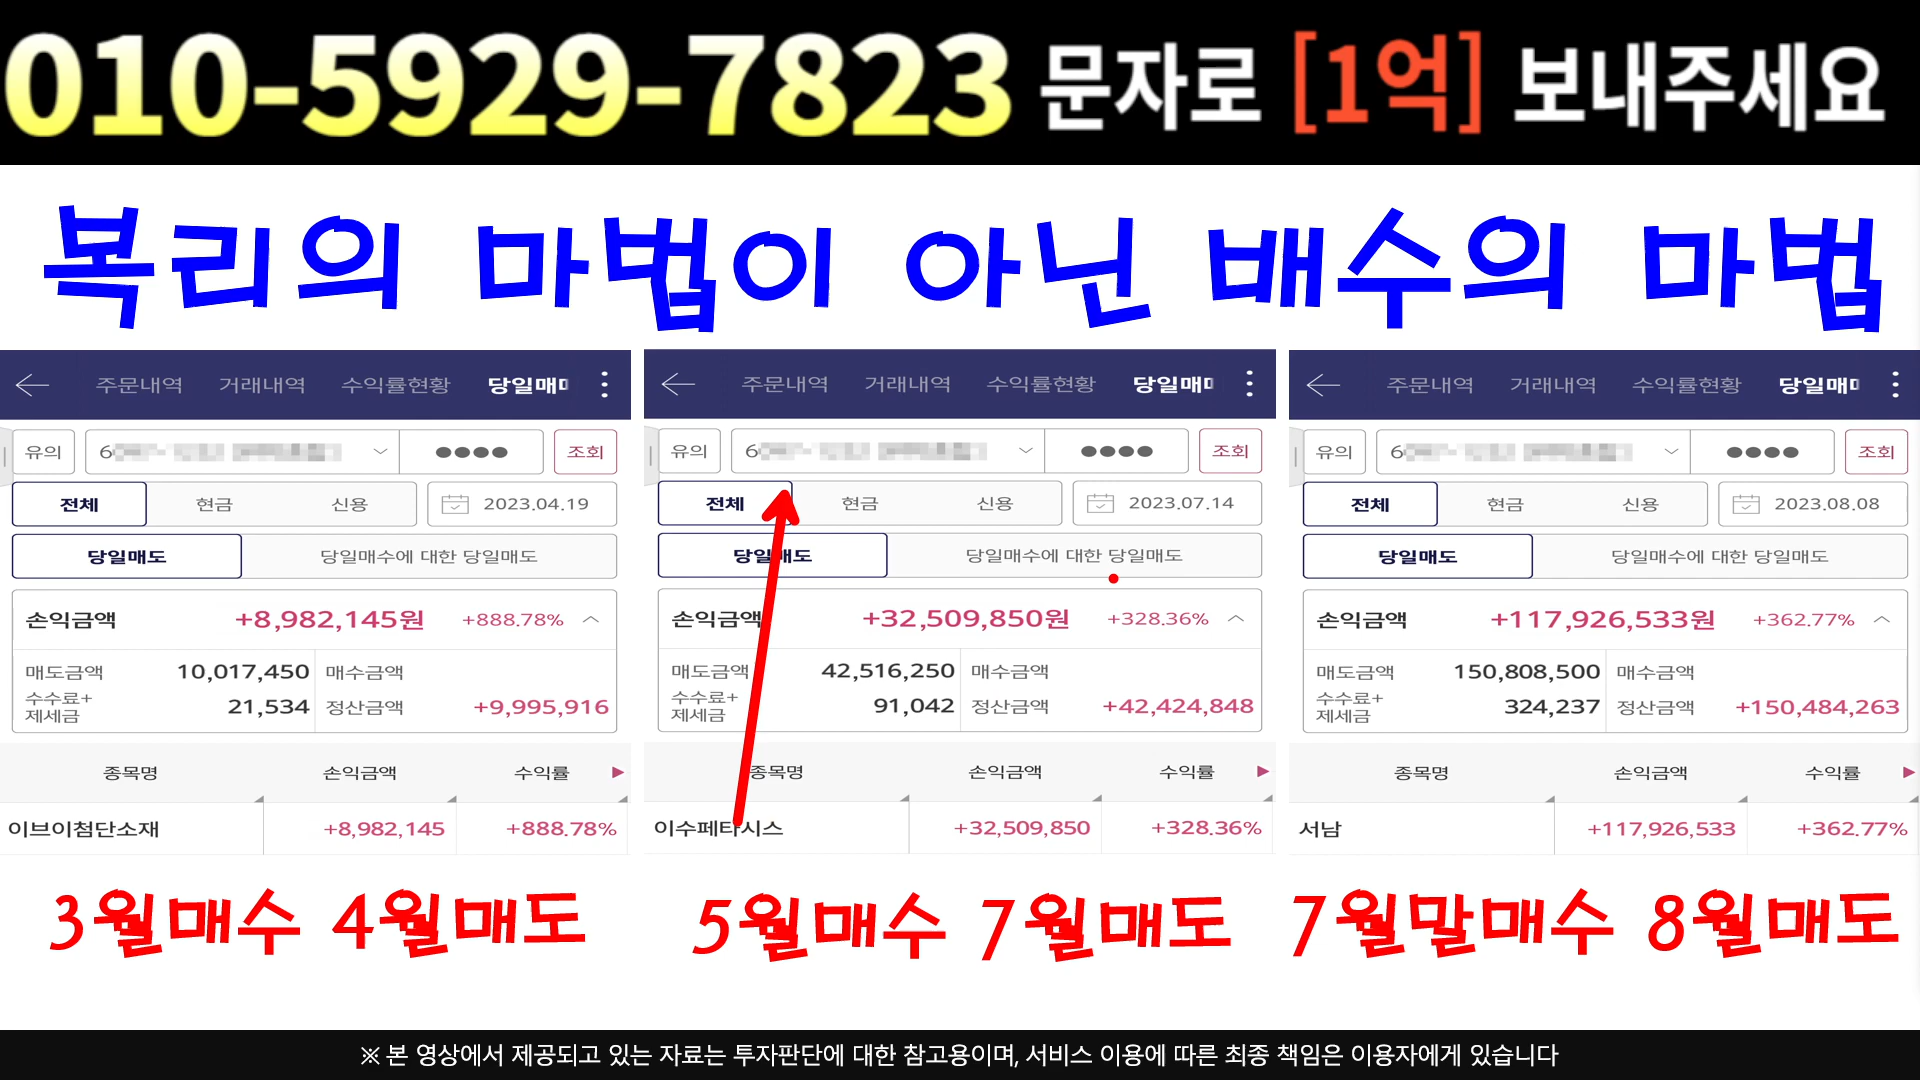 010-5929-7823 문자로 [1억] 보내주세요
복리의 마법이 아닌 배수의 마법
주문내역 거래내역 수익률현황 당일매
유의 6 ●●●● 조회
전체 현금 신용 2023.04.19
당일매도 당일매수에 대한 당일매도
손익금액 +8,982,145원 +888.78%
매도금액 10,017,450 매수금액
수수료+
제세금 21,534 정산금액 +9,995,916
종목명 손익금액 수익률
이브이첨단소재 +8,982,145 +888.78%
3월매수 4월매도
주문내역 거래내역 수익률현황 당일매
유의 6 ●●●● 조회
전체 현금 신용 2023.07.14
당일매도 당일매수에 대한 당일매도
손익금액 +32,509,850원 +328.36%
매도금액 42,516,250 매수금액
수수료+
제세금 91,042 정산금액 +42,424,848
종목명 손익금액 수익률
이수페타시스 +32,509,850 +328.36%
5월매수 7월매도
주문내역 거래내역 수익률현황 당일매
유의 6 ●●●● 조회
전체 현금 신용 2023.08.08
당일매도 당일매수에 대한 당일매도
손익금액 +117,926,533원 +362.77%
매도금액 150,808,500 매수금액
수수료+
제세금 324,237 정산금액 +150,484,263
종목명 손익금액 수익률
서남 +117,926,533 +362.77%
7월말매수 8월매도
※ 본 영상에서 제공되고 있는 자료는 투자판단에 대한 참고용이며, 서비스 이용에 따른 최종 책임은 이용자에게 있습니다